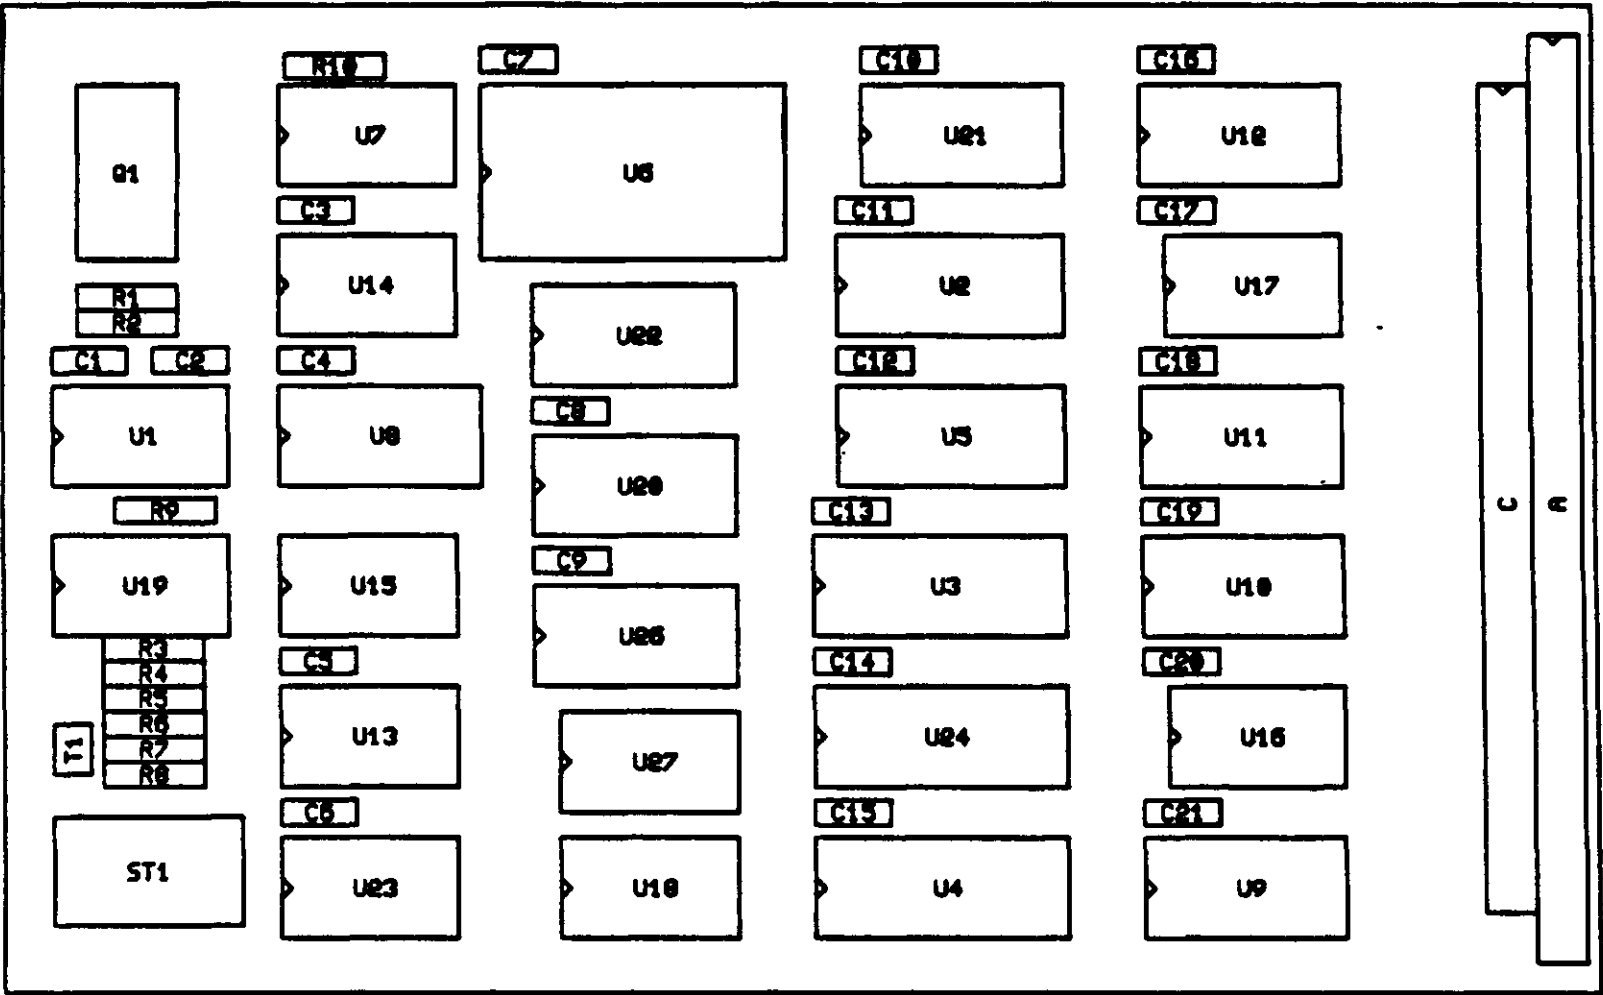 R10 C7 C10 C16
U7 U21 U12
Q1 U6
C3 C11 C17
U14 U2 U17
R1
R2 U22
C1 C2 C4 C12 C18
C8
U1 U8 U5 U11
U20
R9 C13 C19 C A
C9
U19 U15 U3 U10
U26
R3
C5 C14 C20
R4
R5
R6
U13 U24 U16
T1 R7
U27
R8
C6 C15 C21
ST1
U23 U18 U4 U9